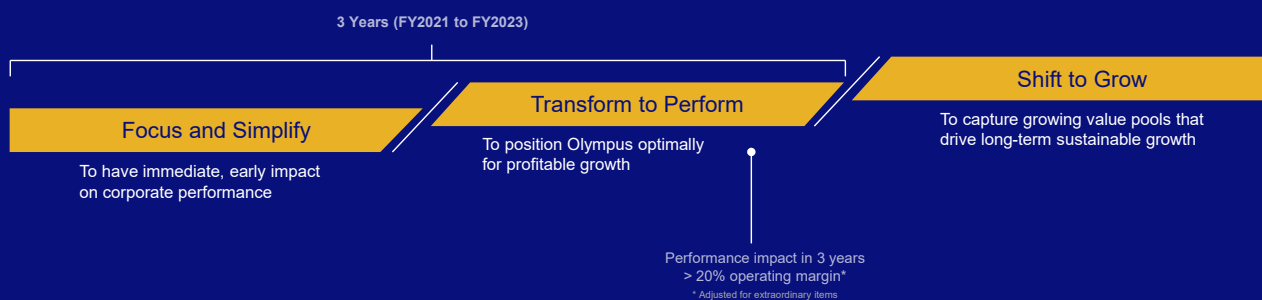 3 Years (FY2021 to FY2023)
Focus and Simplify
To have immediate, early impact
on corporate performance
Transform to Perform
To position Olympus optimally
for profitable growth
Performance impact in 3 years
> 20% operating margin*
* Adjusted for extraordinary items
Shift to Grow
To capture growing value pools that
drive long-term sustainable growth